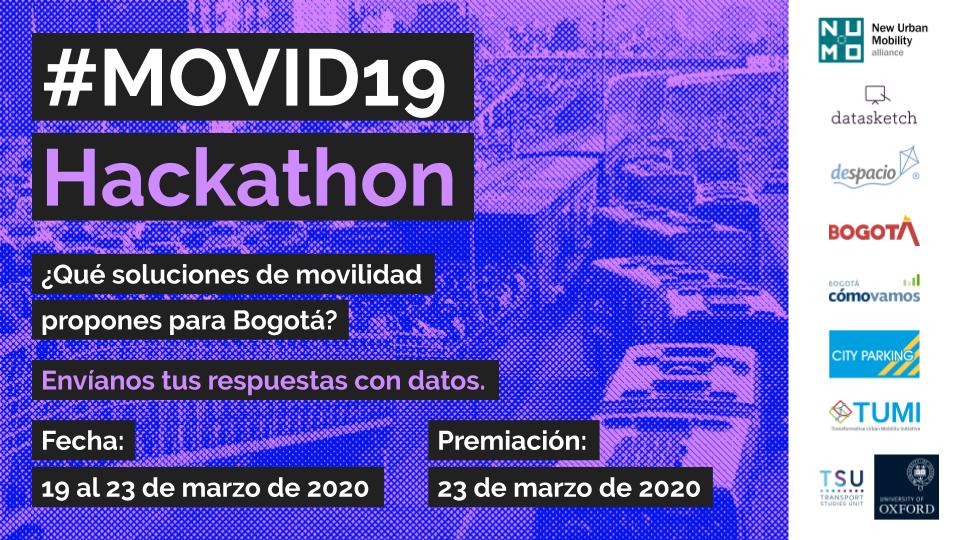 #MOVID19
Hackathon
¿Qué soluciones de movilidad
propones para Bogotá?
Envíanos tus respuestas con datos.
Fecha:
19 al 23 de marzo de 2020
Premiación:
23 de marzo de 2020
NU
MO
New Urban
Mobility
alliance
datasketch
despacio ®
BOGOTÁ
BOGOTÁ
cómovamos
CITY PARKING
TUMI
Transformative Urban Mobility Initiative
TSU
TRANSPORT
STUDIES UNIT
UNIVERSITY OF
OXFORD